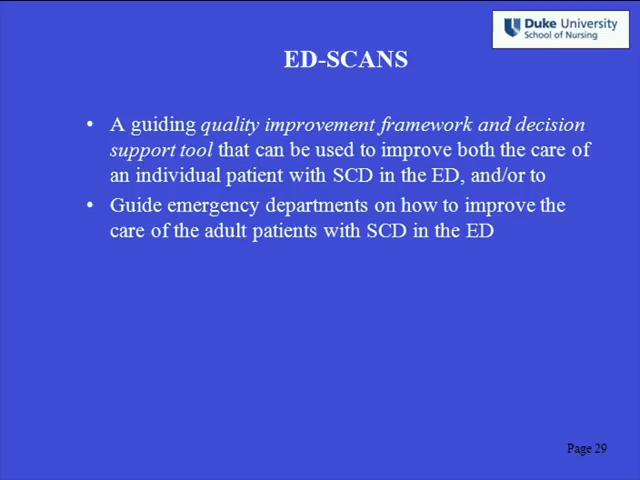 Duke University
School of Nursing
ED-SCANS
• A guiding quality improvement framework and decision
support tool that can be used to improve both the care of
an individual patient with SCD in the ED, and/or to
• Guide emergency departments on how to improve the
care of the adult patients with SCD in the ED
Page 29